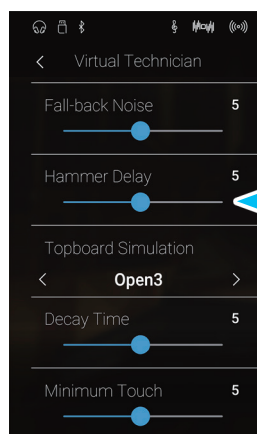 Virtual Technician
Fall-back Noise 5
Hammer Delay 5
Topboard Simulation
Open3
Decay Time 5
Minimum Touch 5